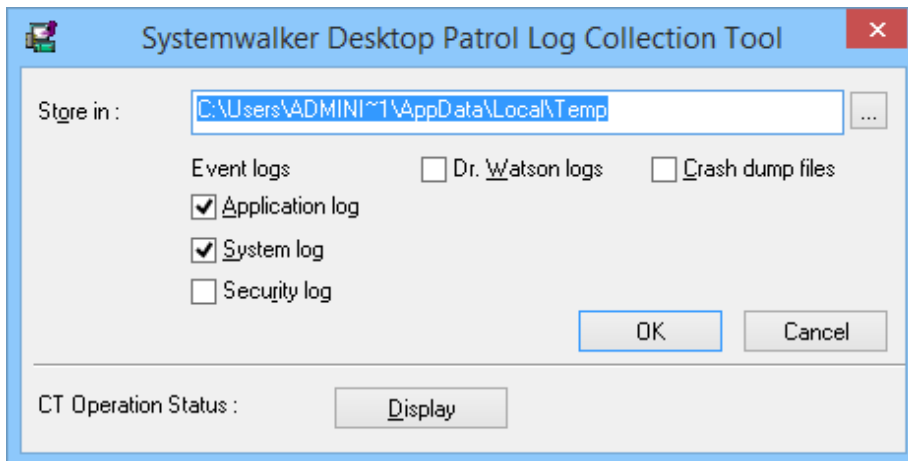 Systemwalker Desktop Patrol Log Collection Tool
Store in :
C:\Users\ADMINI~1\AppData\Local\Temp
...
Event logs
Dr. Watson logs
Crash dump files
Application log
System log
Security log
OK
Cancel
CT Operation Status :
Display